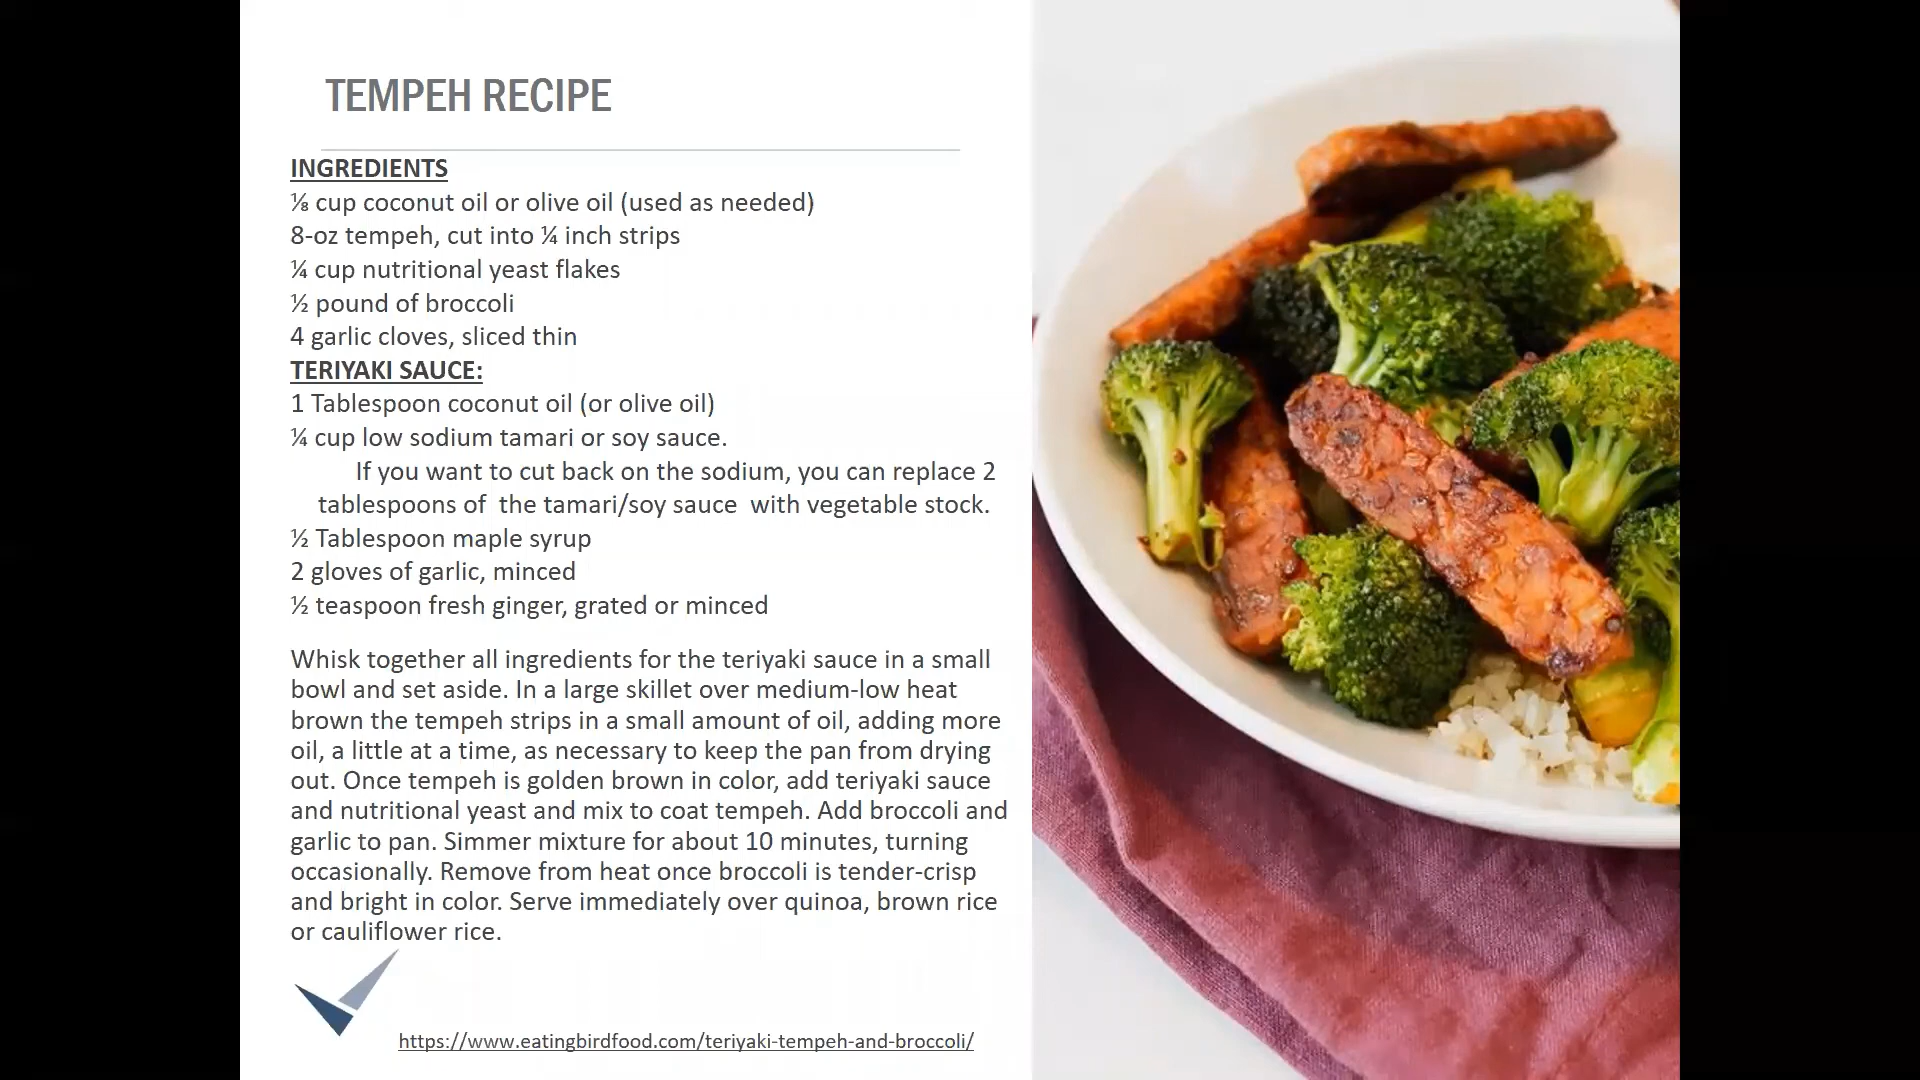 TEMPEH RECIPE
INGREDIENTS
⅛ cup coconut oil or olive oil (used as needed)
8-oz tempeh, cut into ¼ inch strips
¼ cup nutritional yeast flakes
½ pound of broccoli
4 garlic cloves, sliced thin
TERIYAKI SAUCE:
1 Tablespoon coconut oil (or olive oil)
¼ cup low sodium tamari or soy sauce.
If you want to cut back on the sodium, you can replace 2
tablespoons of the tamari/soy sauce with vegetable stock.
½ Tablespoon maple syrup
2 gloves of garlic, minced
½ teaspoon fresh ginger, grated or minced
Whisk together all ingredients for the teriyaki sauce in a small
bowl and set aside. In a large skillet over medium-low heat
brown the tempeh strips in a small amount of oil, adding more
oil, a little at a time, as necessary to keep the pan from drying
out. Once tempeh is golden brown in color, add teriyaki sauce
and nutritional yeast and mix to coat tempeh. Add broccoli and
garlic to pan. Simmer mixture for about 10 minutes, turning
occasionally. Remove from heat once broccoli is tender-crisp
and bright in color. Serve immediately over quinoa, brown rice
or cauliflower rice.
https://www.eatingbirdfood.com/teriyaki-tempeh-and-broccoli/